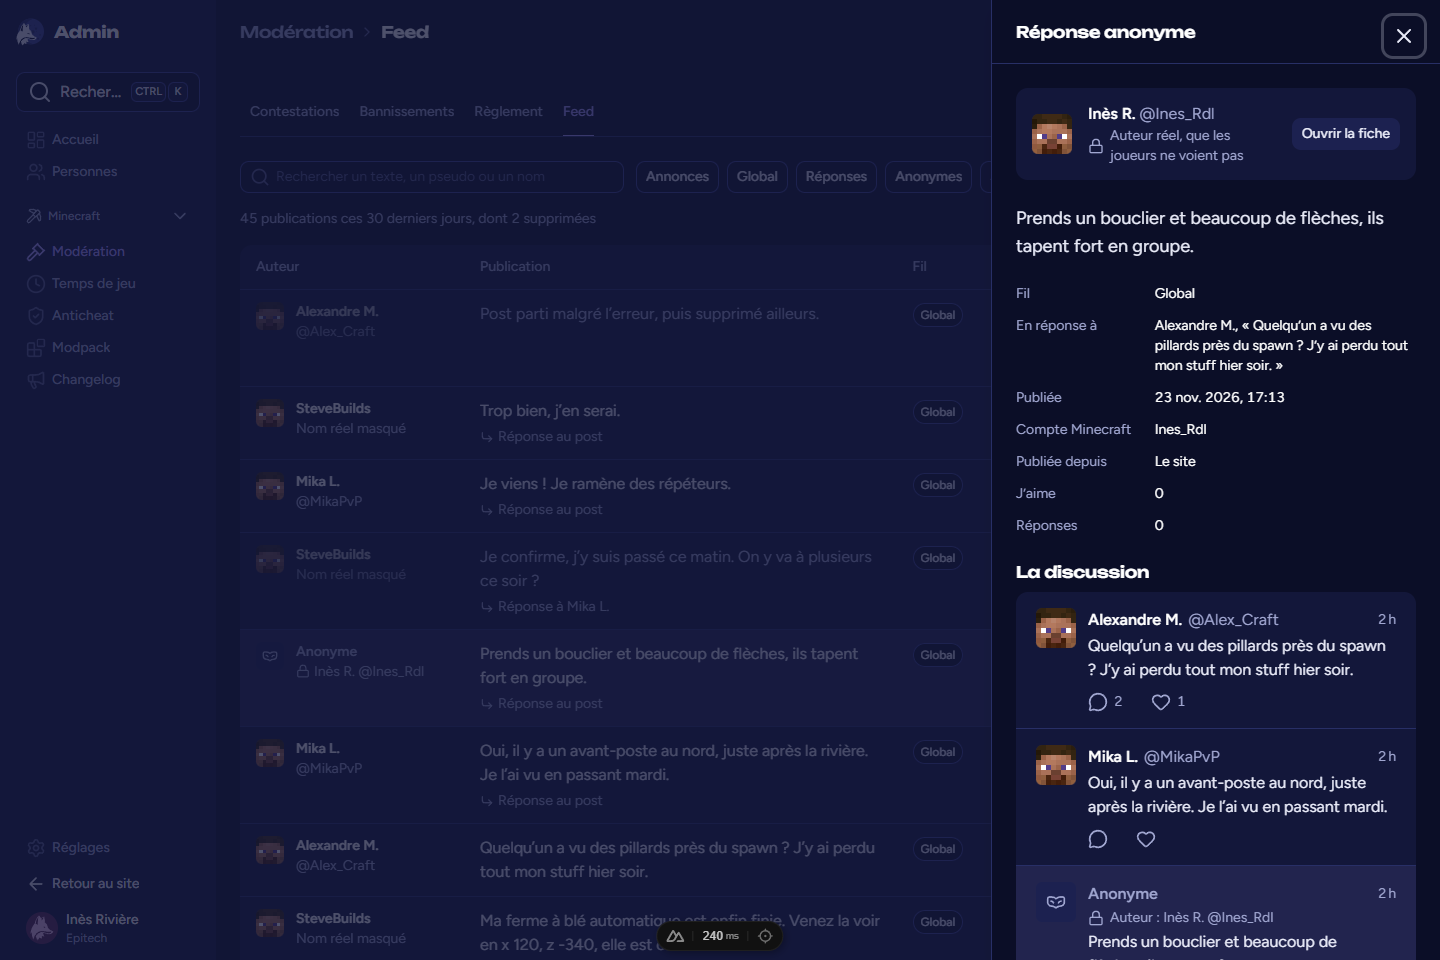 Admin
Recher... CTRL K
Accueil
Personnes
Minecraft
Modération
Temps de jeu
Anticheat
Modpack
Changelog
Réglages
Retour au site
Inès Rivière
Epitech
Modération › Feed
Contestations Bannissements Règlement Feed
Rechercher un texte, un pseudo ou un nom
Annonces Global Réponses Anonymes
45 publications ces 30 derniers jours, dont 2 supprimées
Auteur Publication Fil
Alexandre M. Post parti malgré l'erreur, puis supprimé ailleurs. Global
@Alex_Craft
SteveBuilds Trop bien, j'en serai. Global
Nom réel masqué Réponse au post
Mika L. Je viens ! Je ramène des répéteurs. Global
@MikaPvP Réponse au post
SteveBuilds Je confirme, j'y suis passé ce matin. On y va à plusieurs Global
Nom réel masqué ce soir ?
Réponse à Mika L.
Anonyme Prends un bouclier et beaucoup de flèches, ils tapent Global
Inès R. @Ines_Rdl fort en groupe.
Réponse au post
Mika L. Oui, il y a un avant-poste au nord, juste après la rivière. Global
@MikaPvP Je l'ai vu en passant mardi.
Réponse au post
Alexandre M. Quelqu'un a vu des pillards près du spawn ? J'y ai perdu Global
@Alex_Craft tout mon stuff hier soir.
SteveBuilds Ma ferme à blé automatique est enfin finie. Venez la voir Global
Nom réel masqué en x 120, z -340, elle est
240 ms
Réponse anonyme
Inès R. @Ines_Rdl
Auteur réel, que les
joueurs ne voient pas
Ouvrir la fiche
Prends un bouclier et beaucoup de flèches, ils
tapent fort en groupe.
Fil Global
En réponse à Alexandre M., « Quelqu'un a vu des
pillards près du spawn ? J'y ai perdu tout
mon stuff hier soir. »
Publiée 23 nov. 2026, 17:13
Compte Minecraft Ines_Rdl
Publiée depuis Le site
J'aime 0
Réponses 0
La discussion
Alexandre M. @Alex_Craft 2 h
Quelqu'un a vu des pillards près du spawn
? J'y ai perdu tout mon stuff hier soir.
2 1
Mika L. @MikaPvP 2 h
Oui, il y a un avant-poste au nord, juste
après la rivière. Je l'ai vu en passant mardi.
Anonyme 2 h
Auteur : Inès R. @Ines_Rdl
Prends un bouclier et beaucoup de